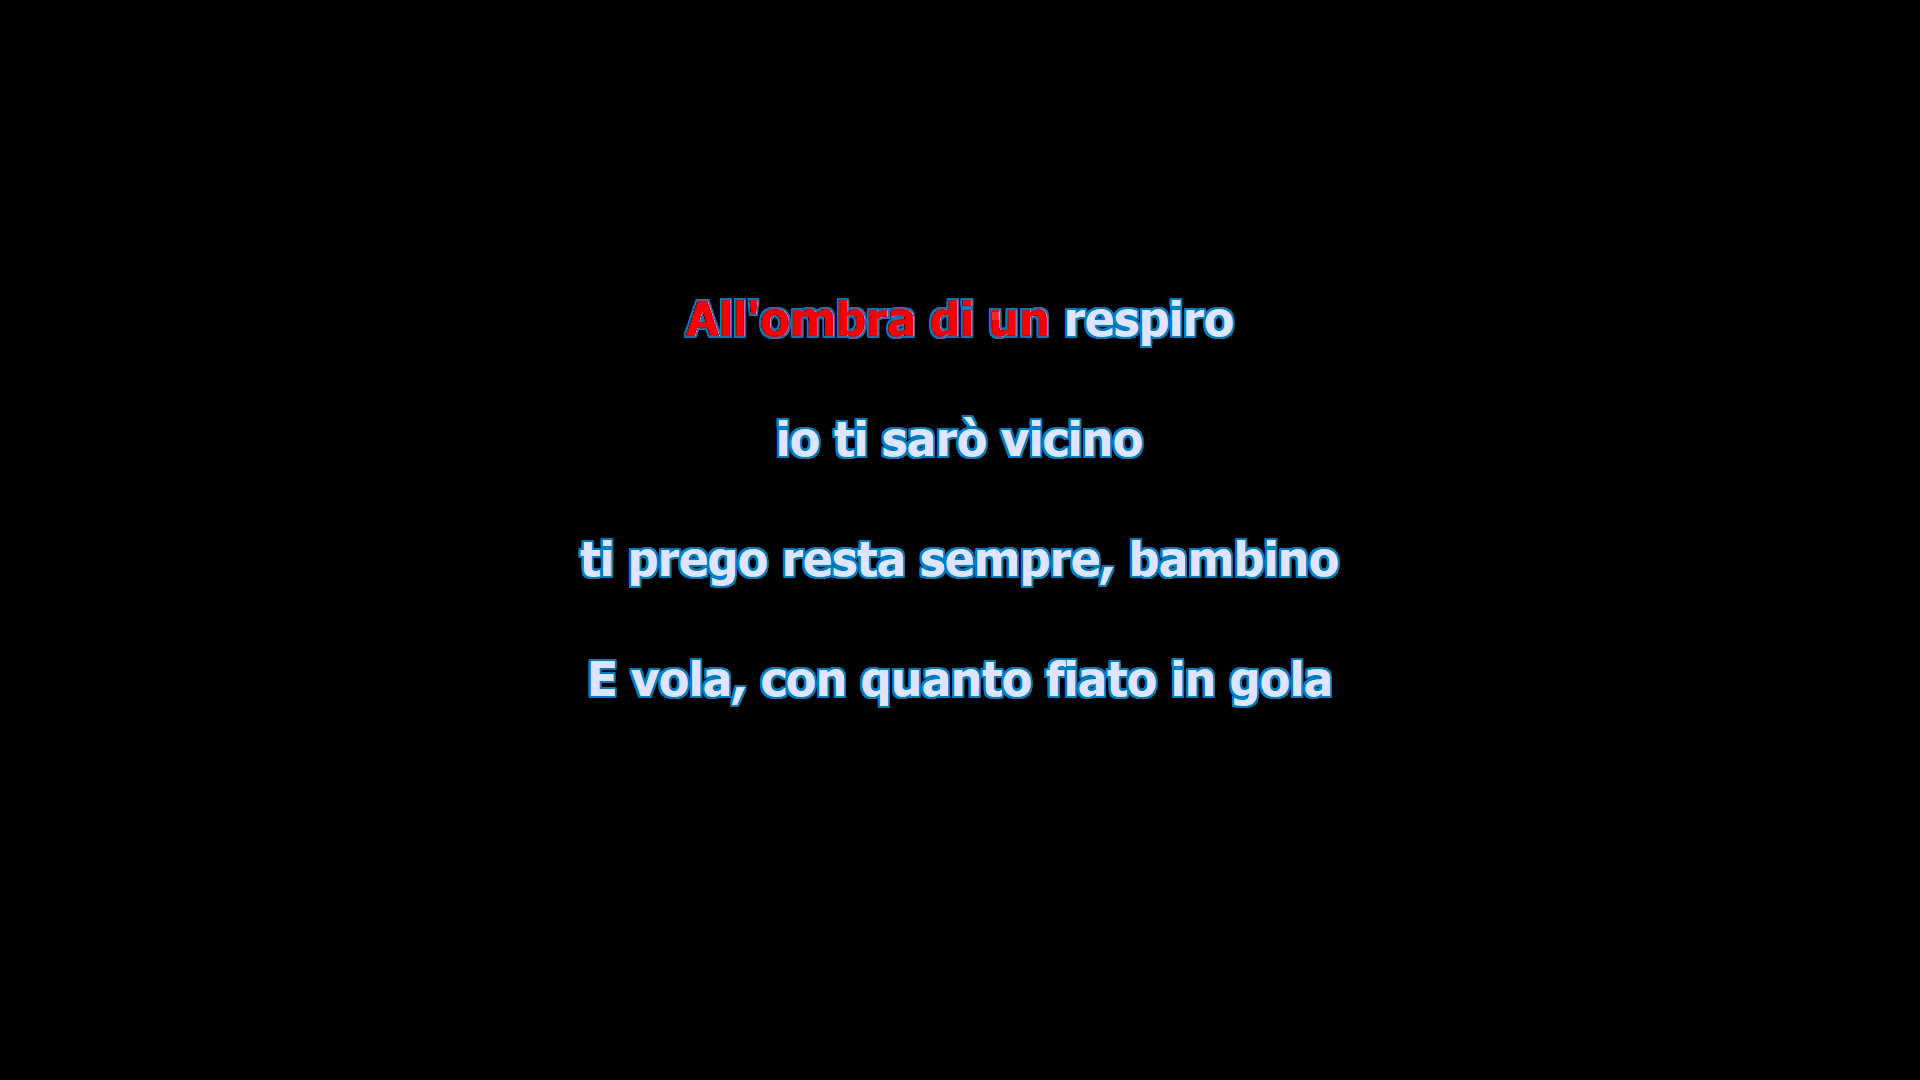 All'ombra di un respiro
io ti sarò vicino
ti prego resta sempre, bambino
E vola, con quanto fiato in gola